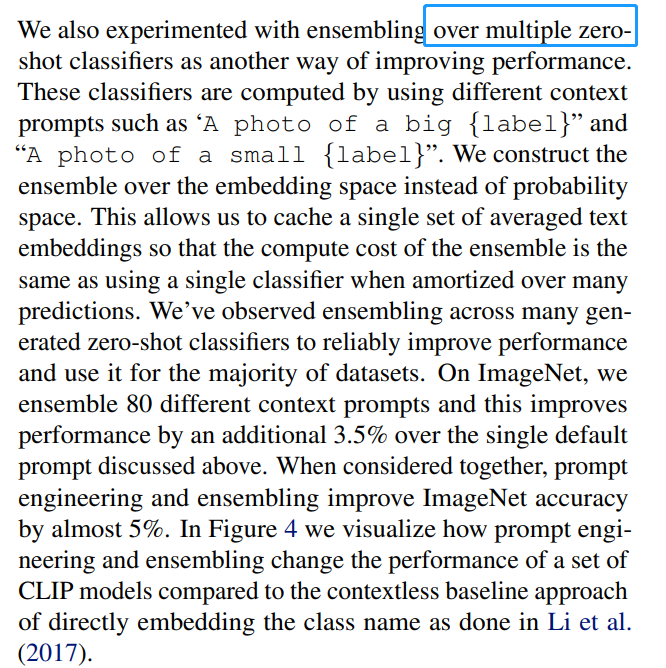 We also experimented with ensembling over multiple zero-
shot classifiers as another way of improving performance.
These classifiers are computed by using different context
prompts such as ‘A photo of a big {label}” and
“A photo of a small {label}”. We construct the
ensemble over the embedding space instead of probability
space. This allows us to cache a single set of averaged text
embeddings so that the compute cost of the ensemble is the
same as using a single classifier when amortized over many
predictions. We’ve observed ensembling across many gen-
erated zero-shot classifiers to reliably improve performance
and use it for the majority of datasets. On ImageNet, we
ensemble 80 different context prompts and this improves
performance by an additional 3.5% over the single default
prompt discussed above. When considered together, prompt
engineering and ensembling improve ImageNet accuracy
by almost 5%. In Figure 4 we visualize how prompt engi-
neering and ensembling change the performance of a set of
CLIP models compared to the contextless baseline approach
of directly embedding the class name as done in Li et al.
(2017).